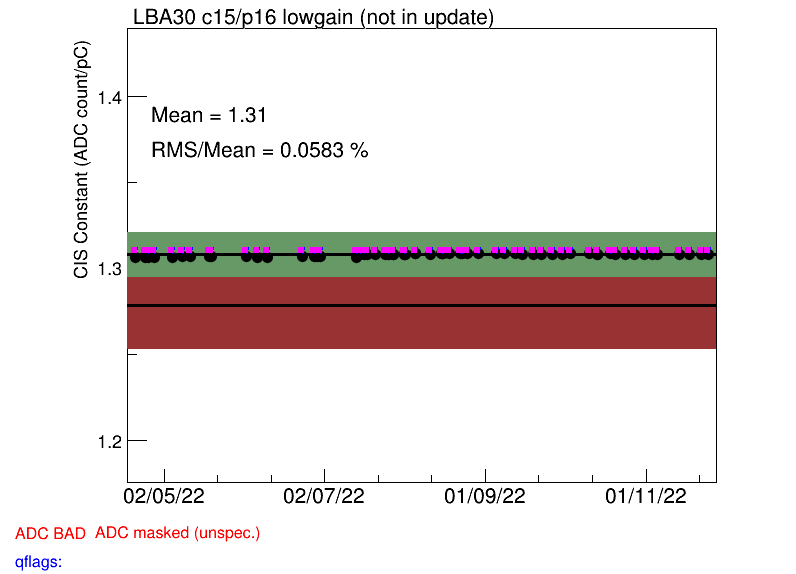 LBA30 c15/p16 lowgain (not in update)
CIS Constant (ADC count/pC)
Mean = 1.31
RMS/Mean = 0.0583 %
1.4
1.3
1.2
02/05/22 02/07/22 01/09/22 01/11/22
ADC BAD ADC masked (unspec.)
qflags: